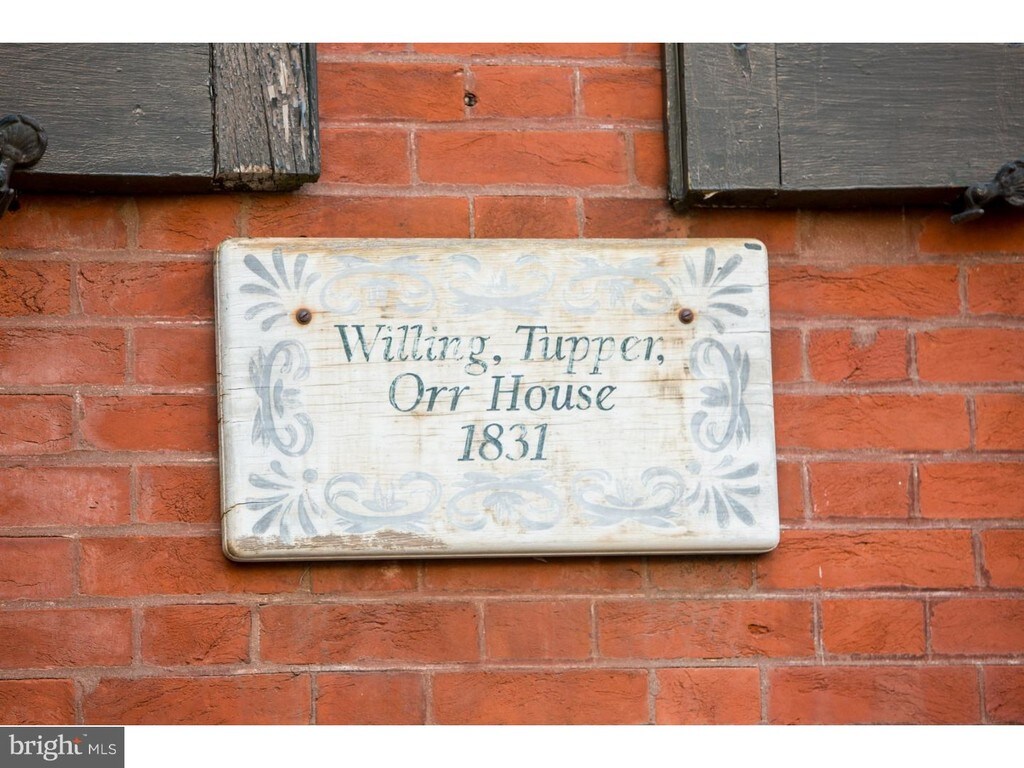 Willing, Tupper,
Orr House
1831
bright MLS